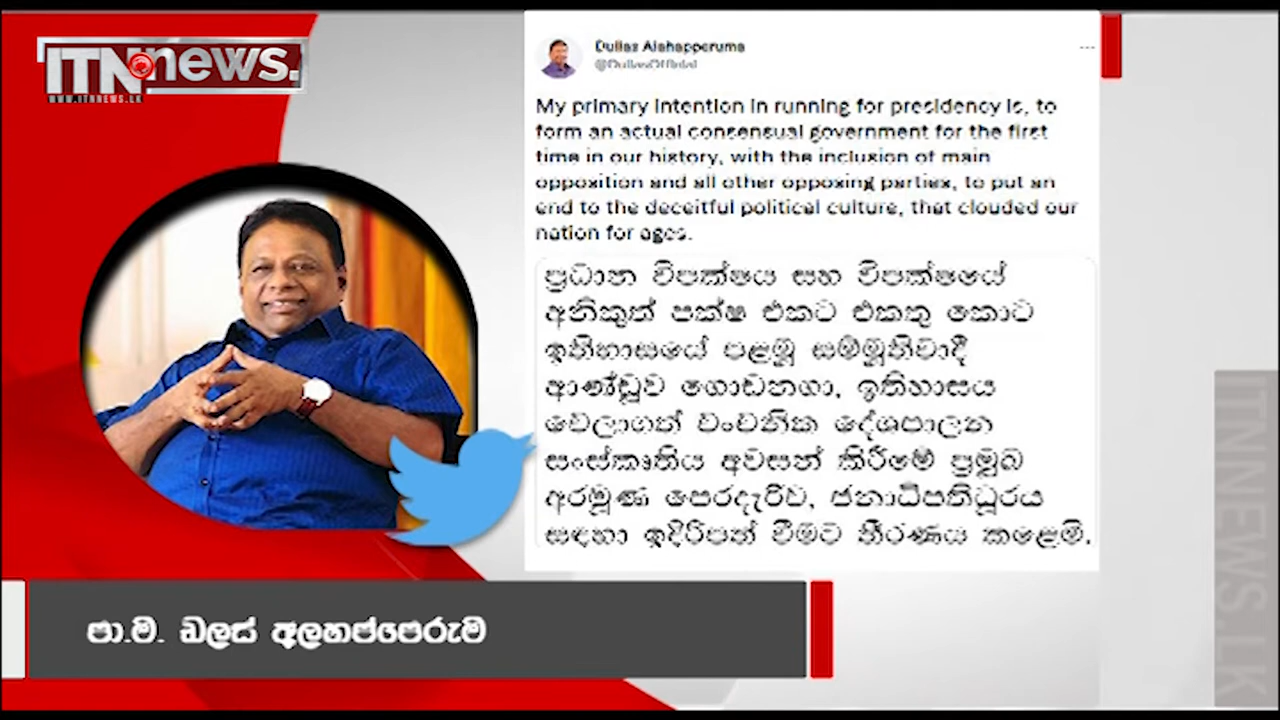 ITN news.
WWW.ITNNEWS.LK
Dullas Alahapperuma
@DullasOfficial
My primary intention in running for presidency is, to
form an actual consensual government for the first
time in our history, with the inclusion of main
opposition and all other opposing parties, to put an
end to the deceitful political culture, that clouded our
nation for ages.
ප්‍රධාන විපක්ෂය සහ විපක්ෂයේ
අනිකුත් පක්ෂ එකට එකතු කොට
ඉතිහාසයේ පළමු සම්මුතිවාදී
ආණ්ඩුව ගොඩනගා, ඉතිහාසය
වෙලාගත් වංචනික දේශපාලන
සංස්කෘතිය අවසන් කිරීමේ ප්‍රමුඛ
අරමුණ පෙරදැරිව, ජනාධිපතිධුරය
සඳහා ඉදිරිපත් වීමට තීරණය කළෙමි.
පා.ම. ඩලස් අලහප්පෙරුම
ITNNEWS.LK